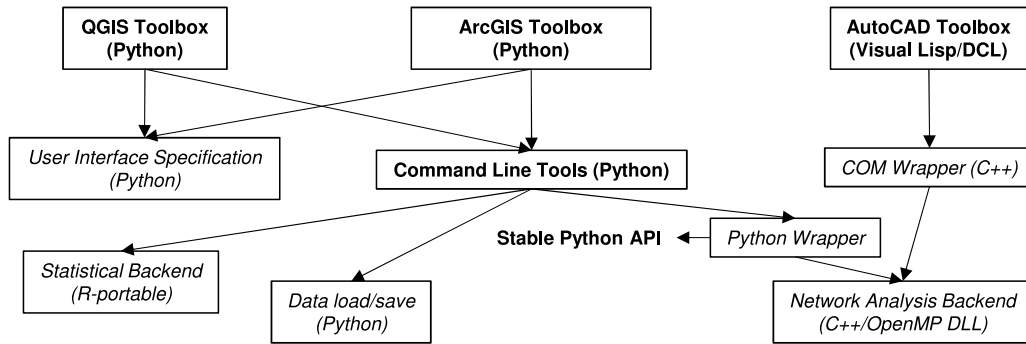 QGIS Toolbox
(Python)
ArcGIS Toolbox
(Python)
AutoCAD Toolbox
(Visual Lisp/DCL)
User Interface Specification
(Python)
Command Line Tools (Python)
COM Wrapper (C++)
Stable Python API
Python Wrapper
Statistical Backend
(R-portable)
Data load/save
(Python)
Network Analysis Backend
(C++/OpenMP DLL)